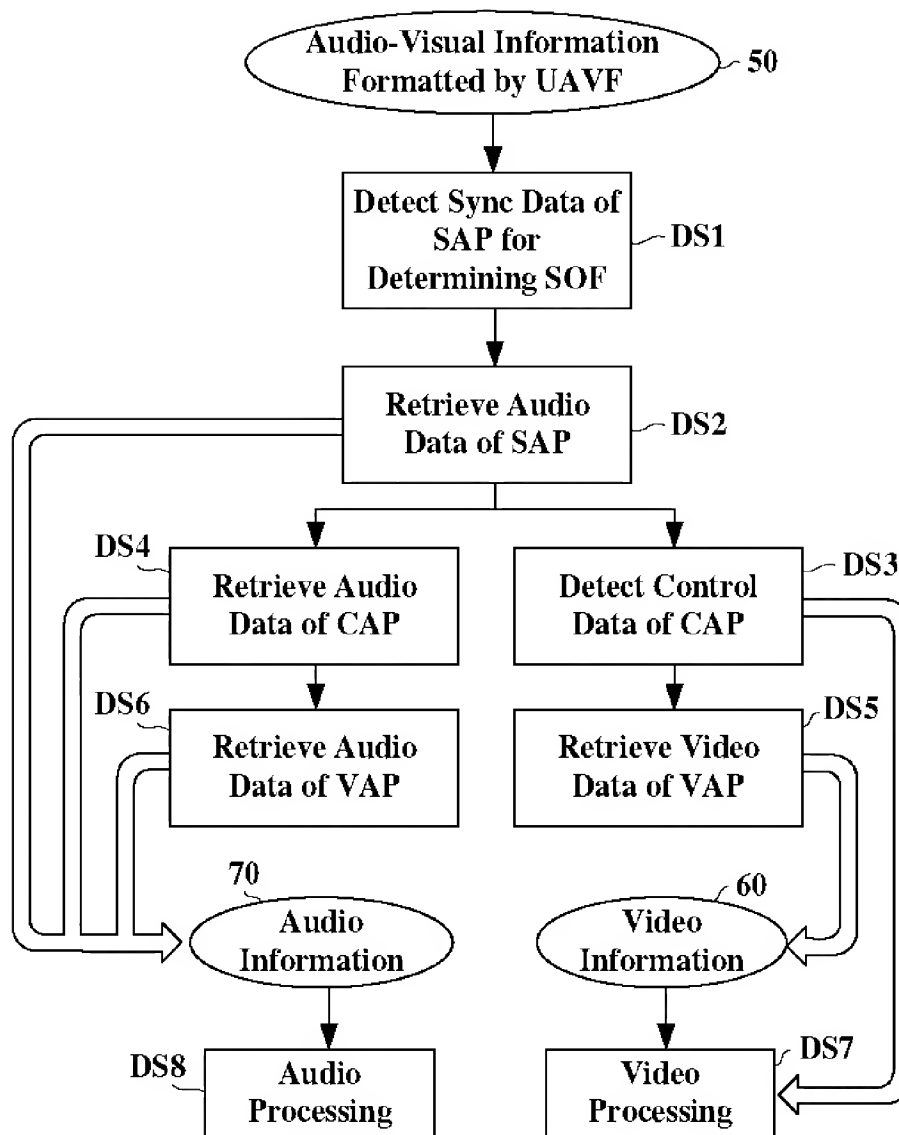 Audio-Visual Information
Formatted by UAVF
50
Detect Sync Data of
SAP for
Determining SOF
DS1
Retrieve Audio
Data of SAP
DS2
DS4
Retrieve Audio
Data of CAP
Detect Control
Data of CAP
DS3
DS6
Retrieve Audio
Data of VAP
Retrieve Video
Data of VAP
DS5
70
Audio
Information
60
Video
Information
DS8
Audio
Processing
Video
Processing
DS7